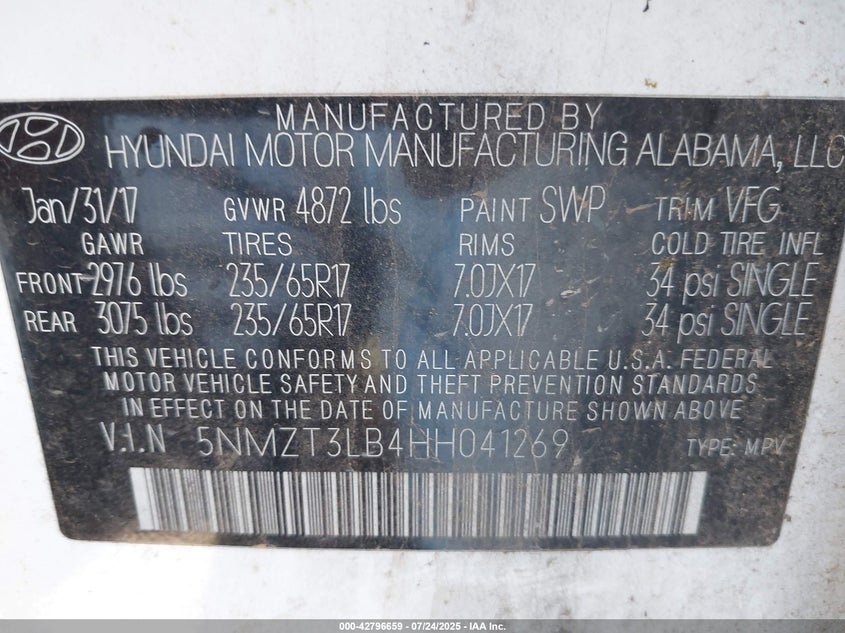 MANUFACTURED BY
HYUNDAI MOTOR MANUFACTURING ALABAMA, LLC
Jan/31/17 GVWR 4872 lbs PAINT SWP TRIM VFG
GAWR TIRES RIMS COLD TIRE INFL
FRONT 2976 lbs 235/65R17 7.0JX17 34 psi SINGLE
REAR 3075 lbs 235/65R17 7.0JX17 34 psi SINGLE
THIS VEHICLE CONFORMS TO ALL APPLICABLE U.S.A. FEDERAL
MOTOR VEHICLE SAFETY AND THEFT PREVENTION STANDARDS
IN EFFECT ON THE DATE OF MANUFACTURE SHOWN ABOVE
V.I.N 5NMZT3LB4HH041269 TYPE: MPV
000-42796659 - 07/24/2025 - IAA Inc.